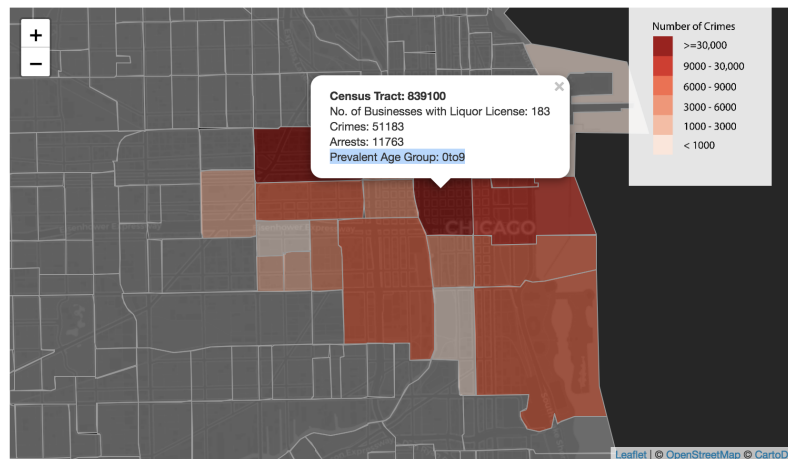 +
−
Census Tract: 839100
No. of Businesses with Liquor License: 183
Crimes: 51183
Arrests: 11763
Prevalent Age Group: 0to9
×
Number of Crimes
>=30,000
9000 - 30,000
6000 - 9000
3000 - 6000
1000 - 3000
< 1000
CHICAGO
Leaflet | © OpenStreetMap © CartoD